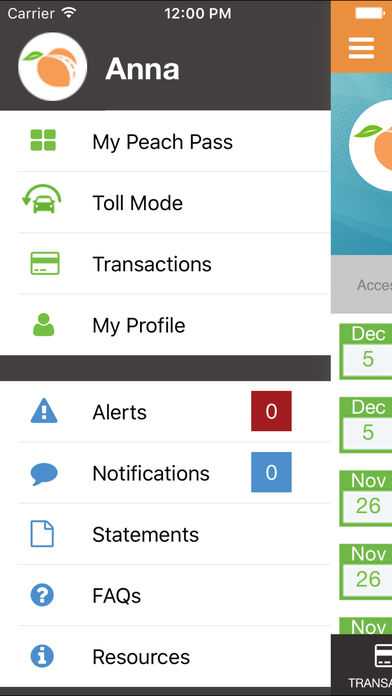 Carrier 12:00 PM
Anna
My Peach Pass
Toll Mode
Transactions
My Profile
Alerts 0
Notifications 0
Statements
FAQs
Resources
Acces
Dec
5
Dec
5
Nov
26
Nov
26
Nov
TRANSA